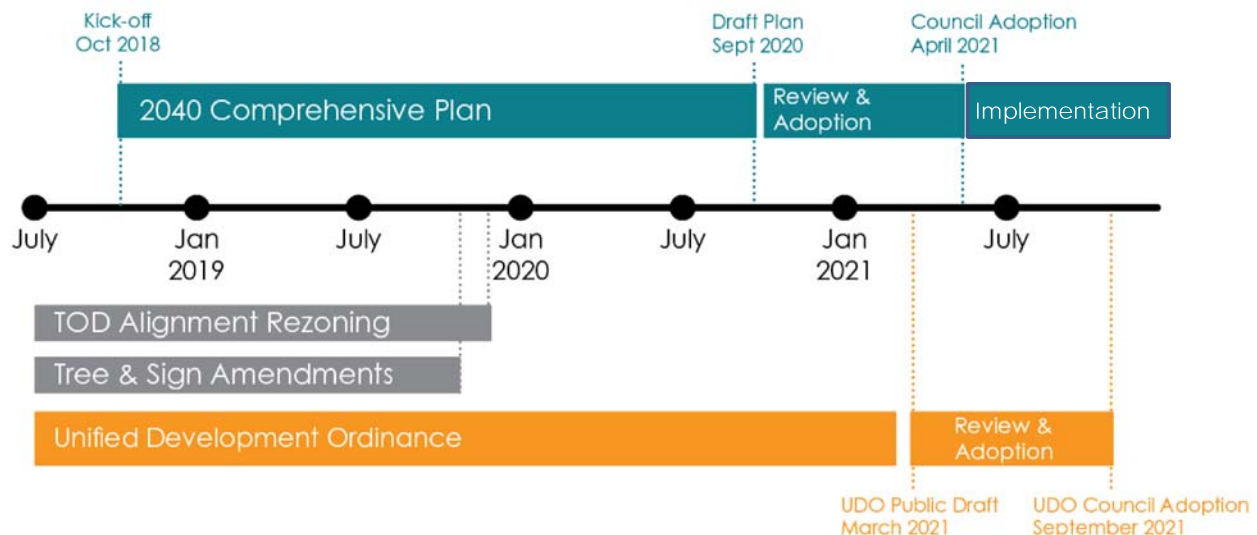 Kick-off
Oct 2018
Draft Plan
Sept 2020
Council Adoption
April 2021
2040 Comprehensive Plan
Review &
Adoption
Implementation
July
Jan
2019
July
Jan
2020
July
Jan
2021
July
TOD Alignment Rezoning
Tree & Sign Amendments
Unified Development Ordinance
Review &
Adoption
UDO Public Draft
March 2021
UDO Council Adoption
September 2021